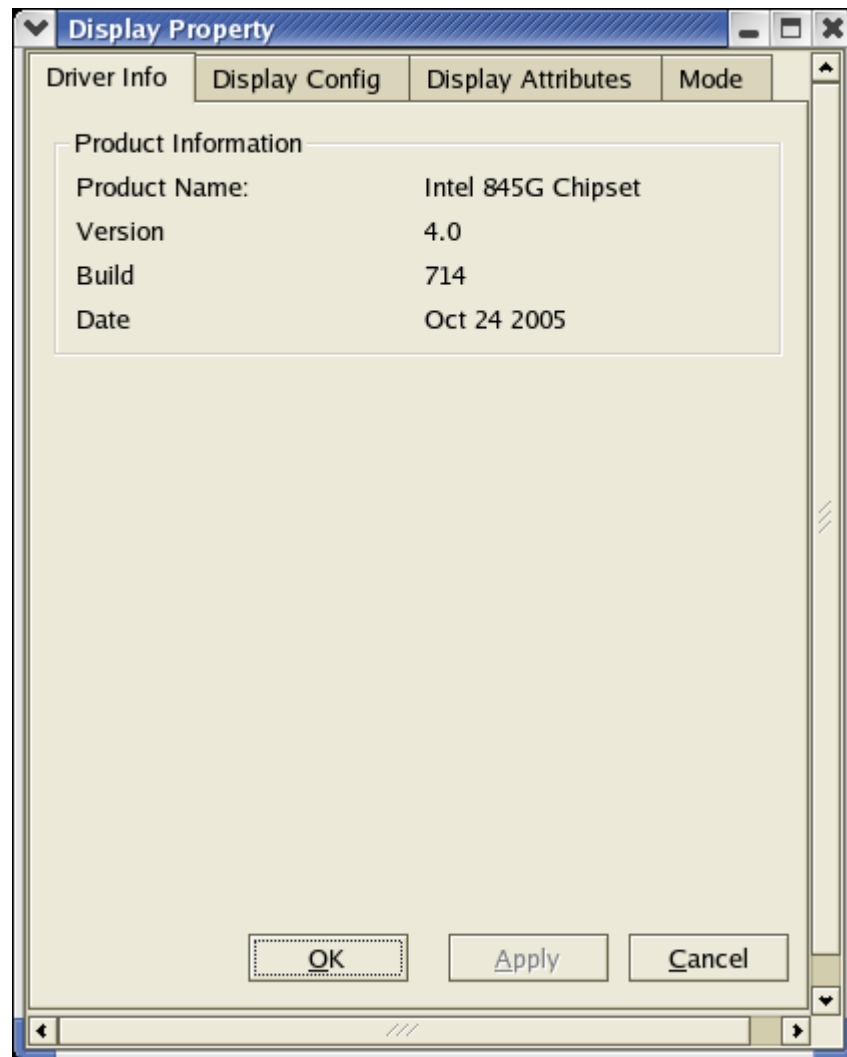 Display Property
Driver Info Display Config Display Attributes Mode
Product Information
Product Name: Intel 845G Chipset
Version 4.0
Build 714
Date Oct 24 2005
OK Apply Cancel